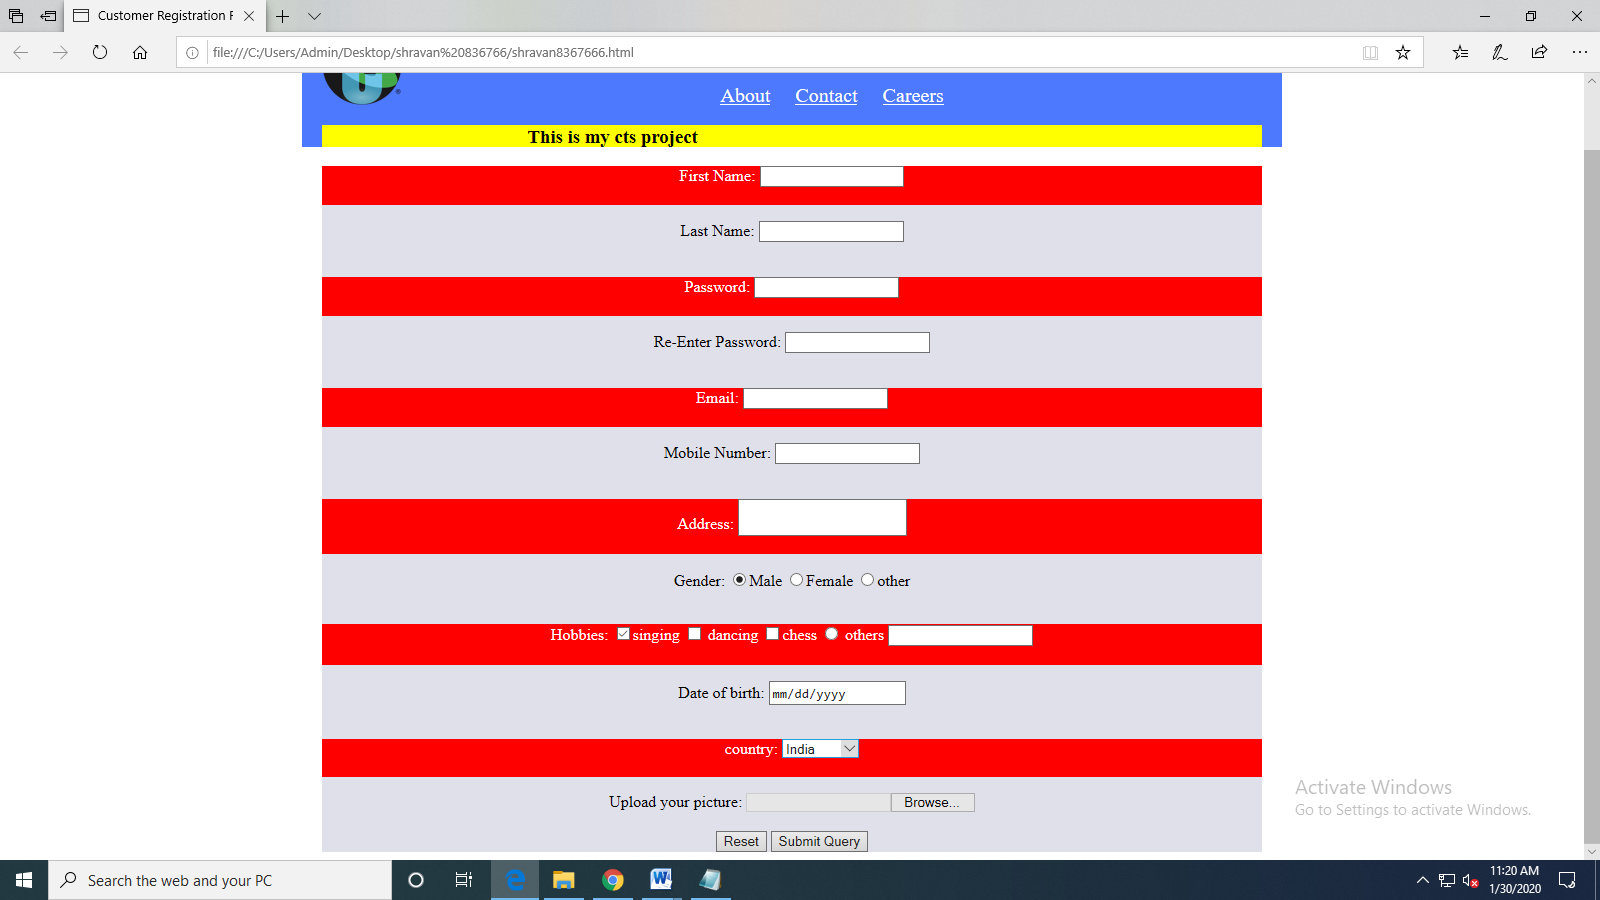 Customer Registration F
file:///C:/Users/Admin/Desktop/shravan%20836766/shravan8367666.html
About Contact Careers
This is my cts project
First Name:
Last Name:
Password:
Re-Enter Password:
Email:
Mobile Number:
Address:
Gender: Male Female other
Hobbies: singing dancing chess others
Date of birth: mm/dd/yyyy
country: India
Upload your picture: Browse...
Activate Windows
Go to Settings to activate Windows.
Reset Submit Query
Search the web and your PC
11:20 AM
1/30/2020